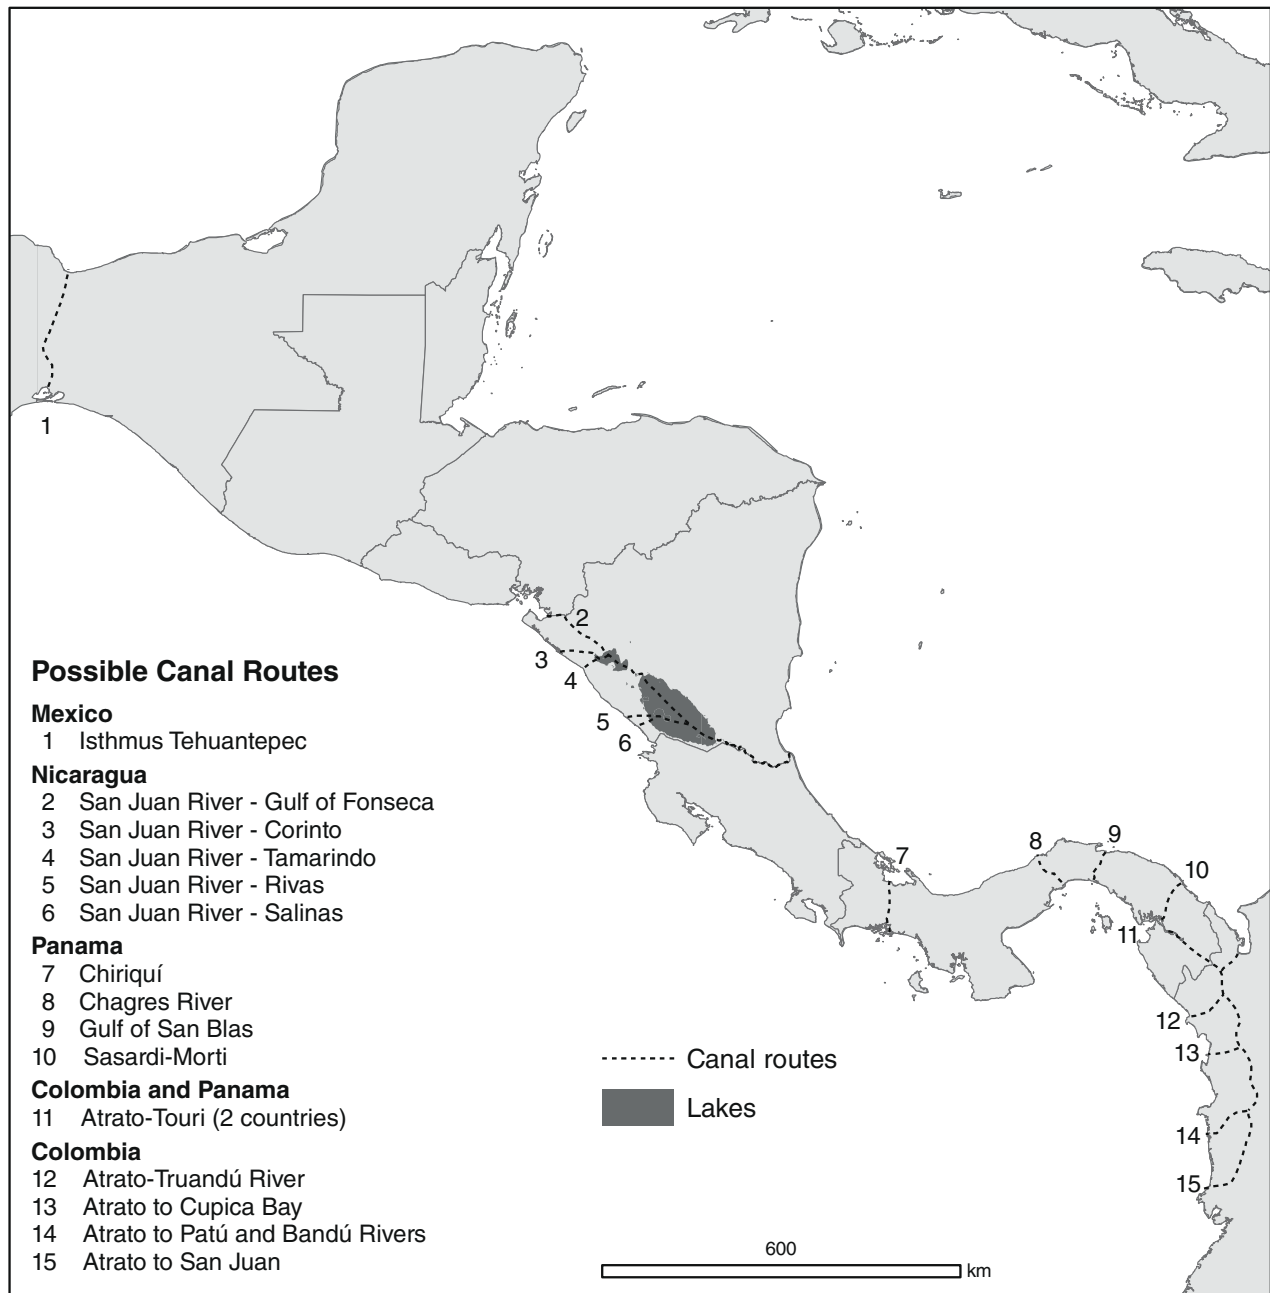 1
2
3
4
5
6
7
8
9
10
11
12
13
14
15
Possible Canal Routes
Mexico
1 Isthmus Tehuantepec
Nicaragua
2 San Juan River - Gulf of Fonseca
3 San Juan River - Corinto
4 San Juan River - Tamarindo
5 San Juan River - Rivas
6 San Juan River - Salinas
Panama
7 Chiriquí
8 Chagres River
9 Gulf of San Blas
10 Sasardi-Morti
Colombia and Panama
11 Atrato-Touri (2 countries)
Colombia
12 Atrato-Truandú River
13 Atrato to Cupica Bay
14 Atrato to Patú and Bandú Rivers
15 Atrato to San Juan
Canal routes
Lakes
600
km